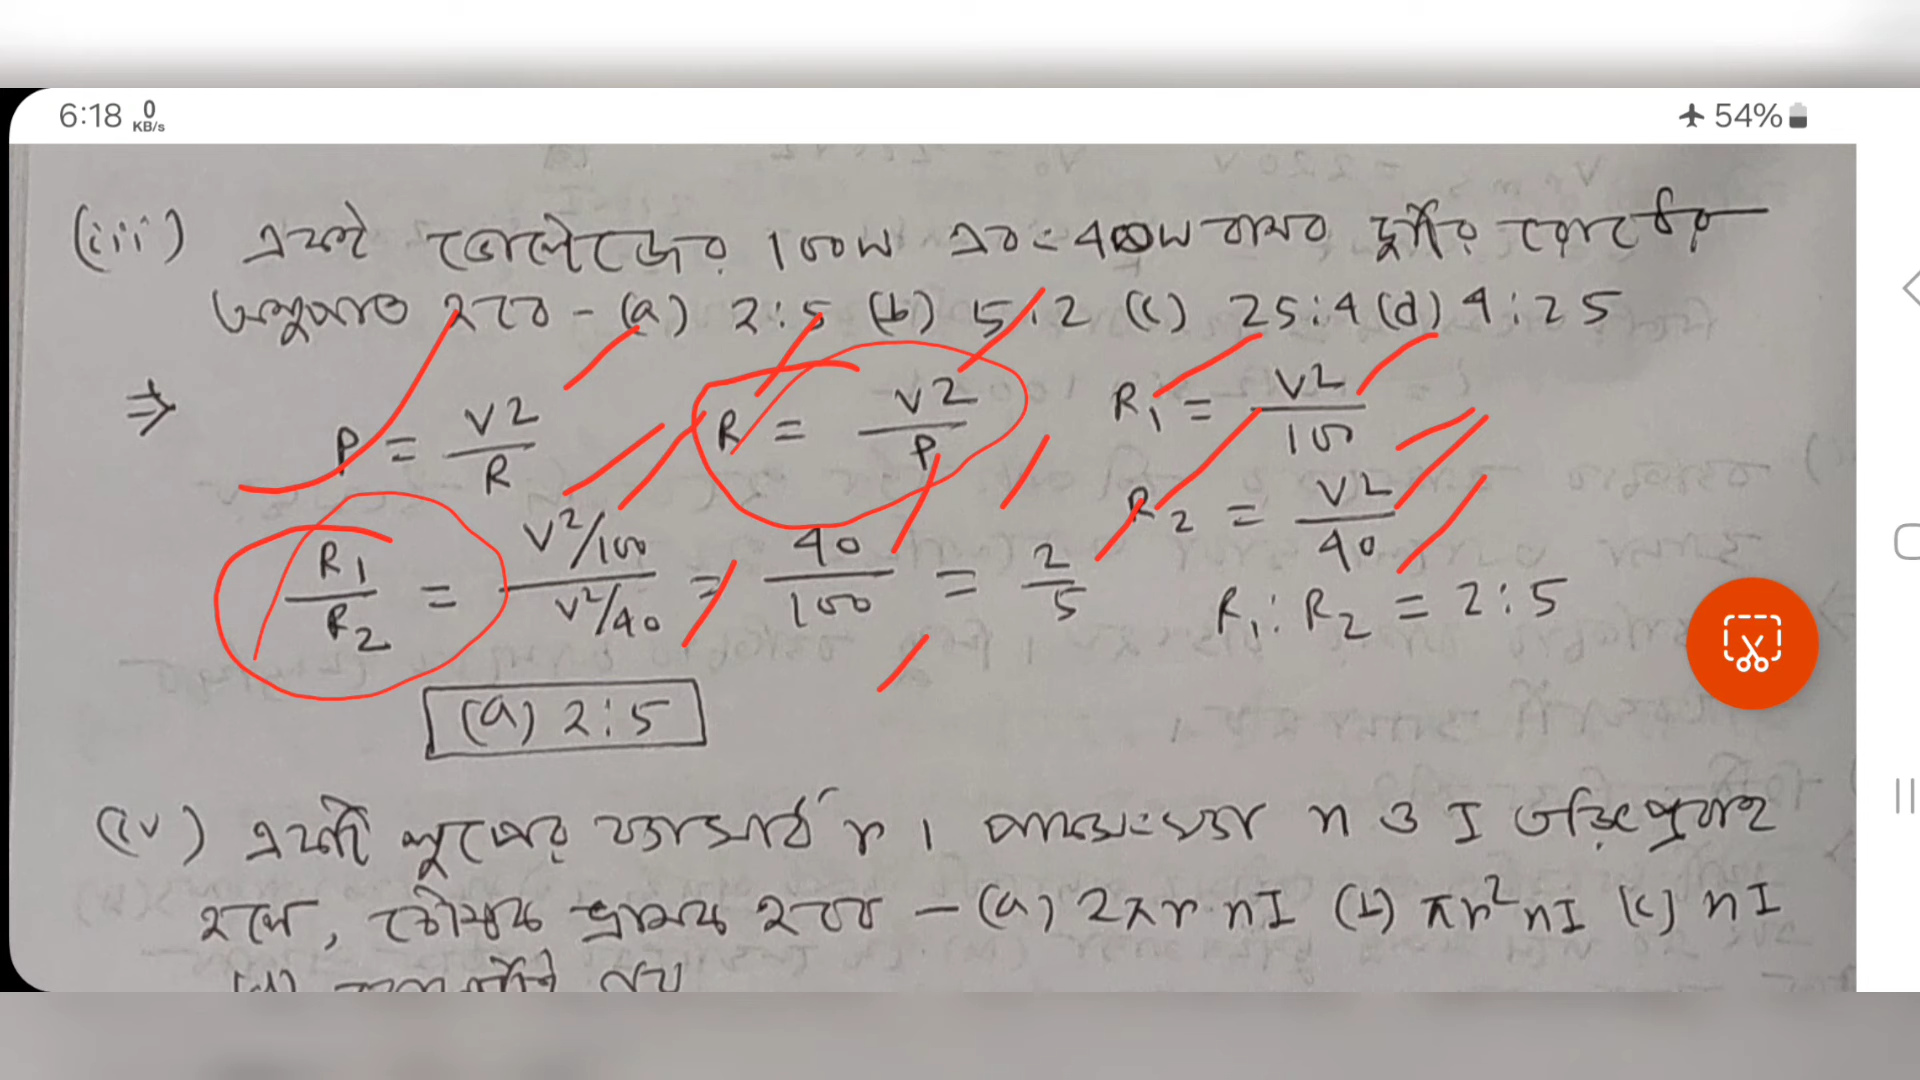 6:18 0 KB/s 54%
(iii) একই ভোল্টেজের 100W এবং 40W বাল্বের দুটির রোধের
অনুপাত হবে - (a) 2:5 (b) 5:2 (c) 25:4 (d) 4:25
⇒ P = V2/R R = V2/P R1 = V2/100
R2 = V2/40
R1/R2 = V²/100 / V²/40 = 40/100 = 2/5 R1:R2 = 2:5
(a) 2:5
(iv) একটি লুপের ব্যাসার্ধ r । পাকসংখ্যা n ও I তড়িৎপ্রবাহ
হলে, চৌম্বক ভ্রামক হবে - (a) 2πr nI (b) πr²nI (c) nI
(d)